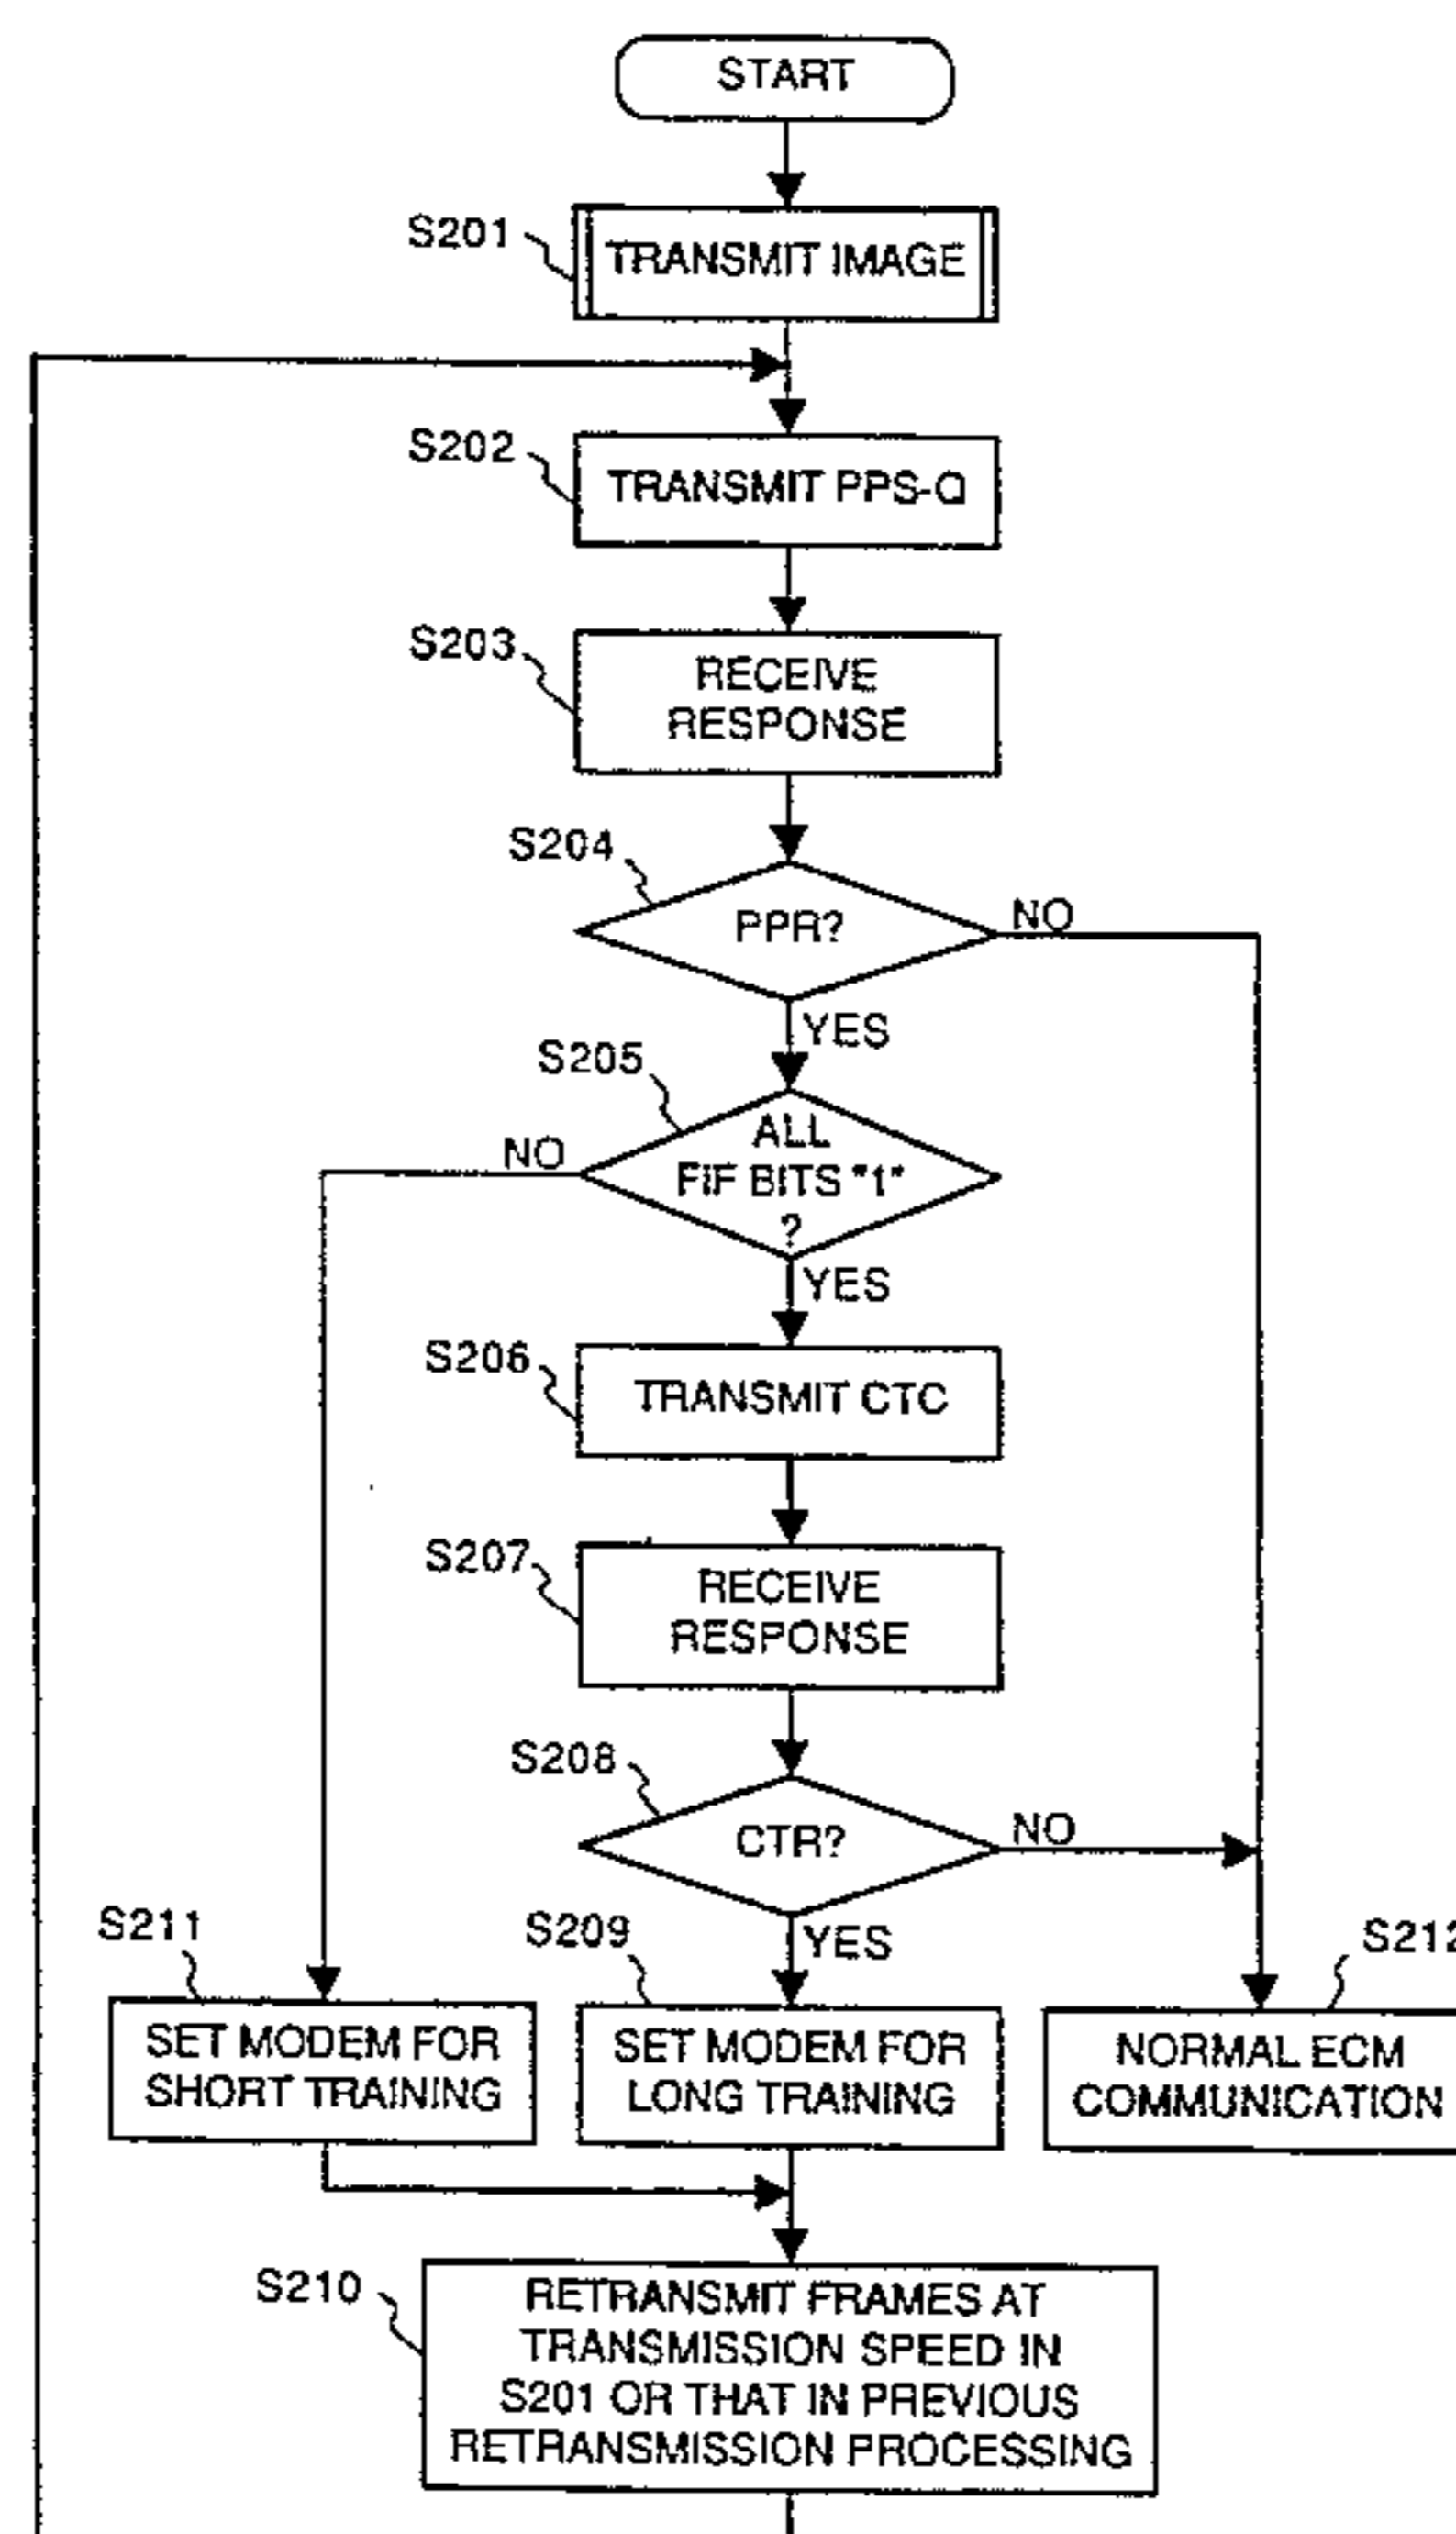 START
S201
TRANSMIT IMAGE
S202
TRANSMIT PPS-Q
S203
RECEIVE
RESPONSE
S204
PPR?
NO
YES
S205
ALL
FIF BITS "1"
?
NO
YES
S206
TRANSMIT CTC
S207
RECEIVE
RESPONSE
S208
CTR?
NO
YES
S211
SET MODEM FOR
SHORT TRAINING
S209
SET MODEM FOR
LONG TRAINING
S212
NORMAL ECM
COMMUNICATION
S210
RETRANSMIT FRAMES AT
TRANSMISSION SPEED IN
S201 OR THAT IN PREVIOUS
RETRANSMISSION PROCESSING